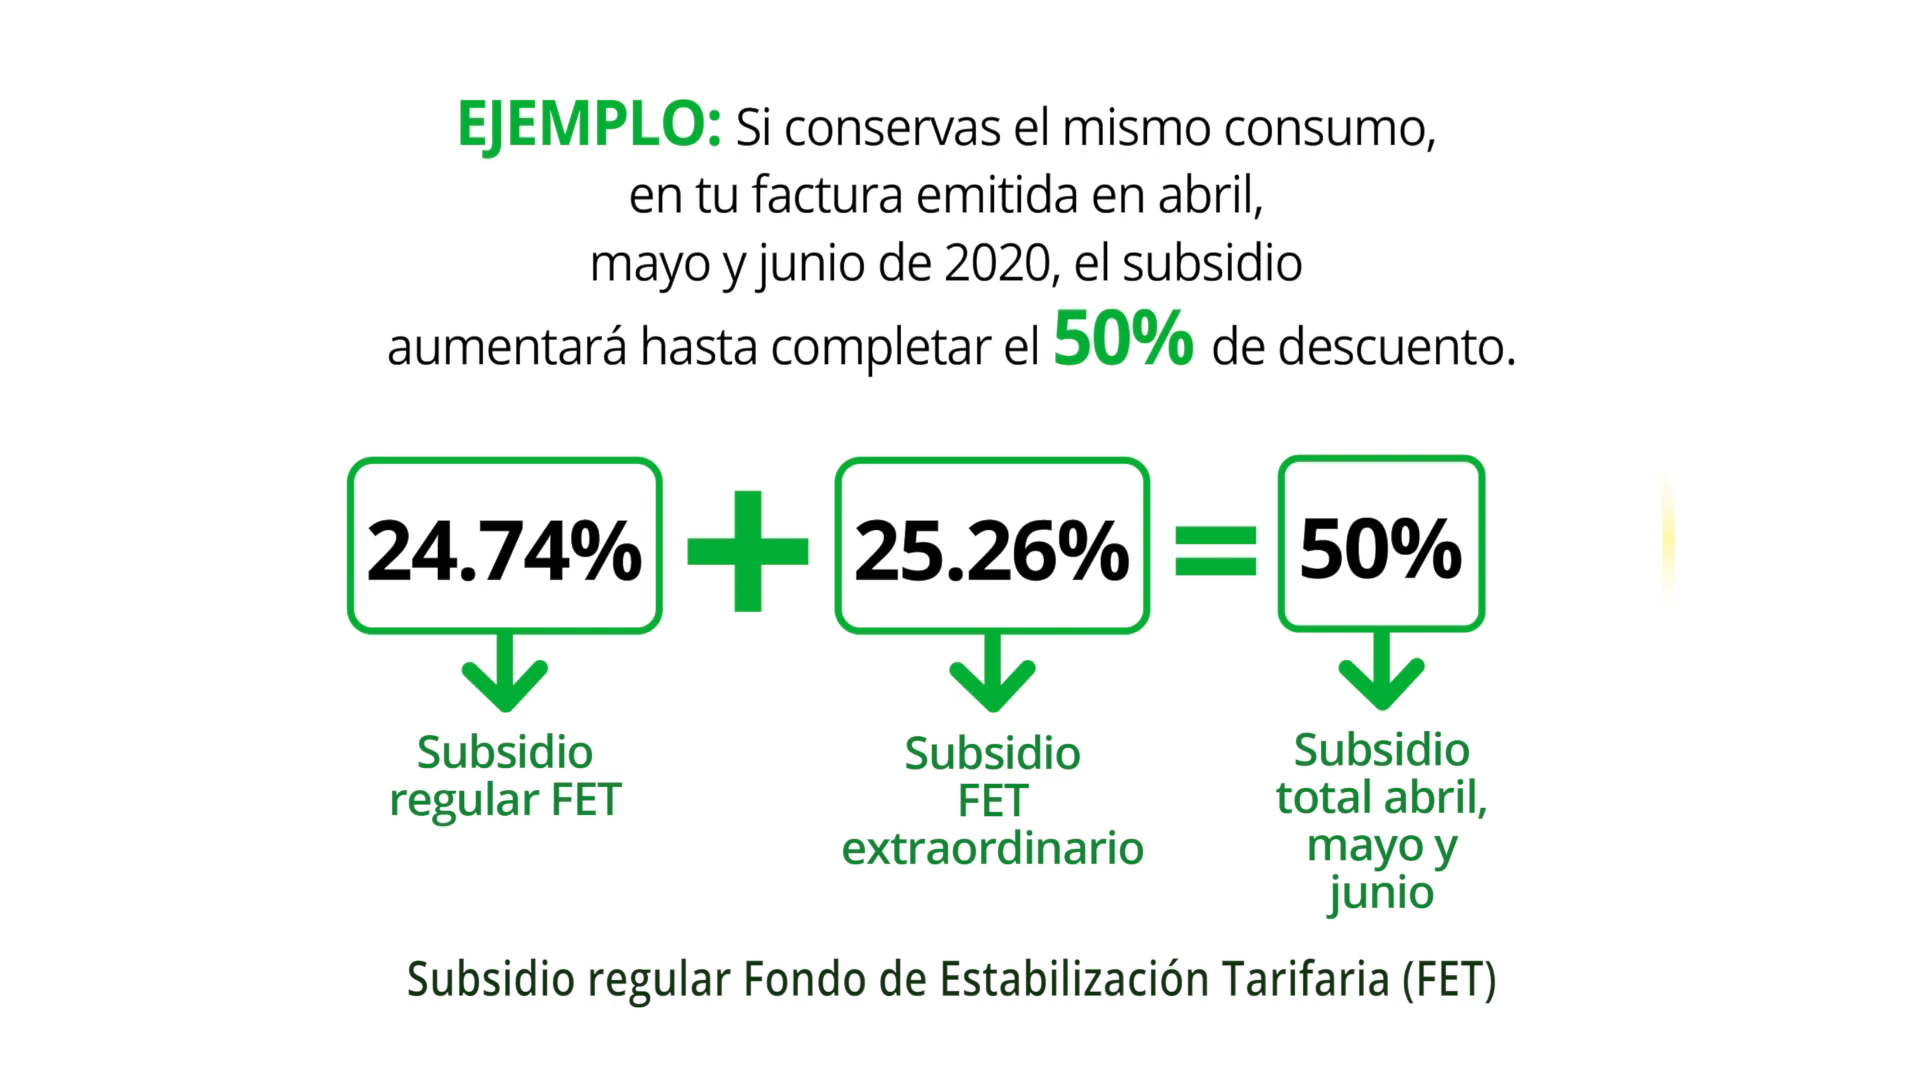 EJEMPLO: Si conservas el mismo consumo,
en tu factura emitida en abril,
mayo y junio de 2020, el subsidio
aumentará hasta completar el 50% de descuento.
24.74% + 25.26% = 50%
Subsidio
regular FET
Subsidio
FET
extraordinario
Subsidio
total abril,
mayo y
junio
Subsidio regular Fondo de Estabilización Tarifaria (FET)